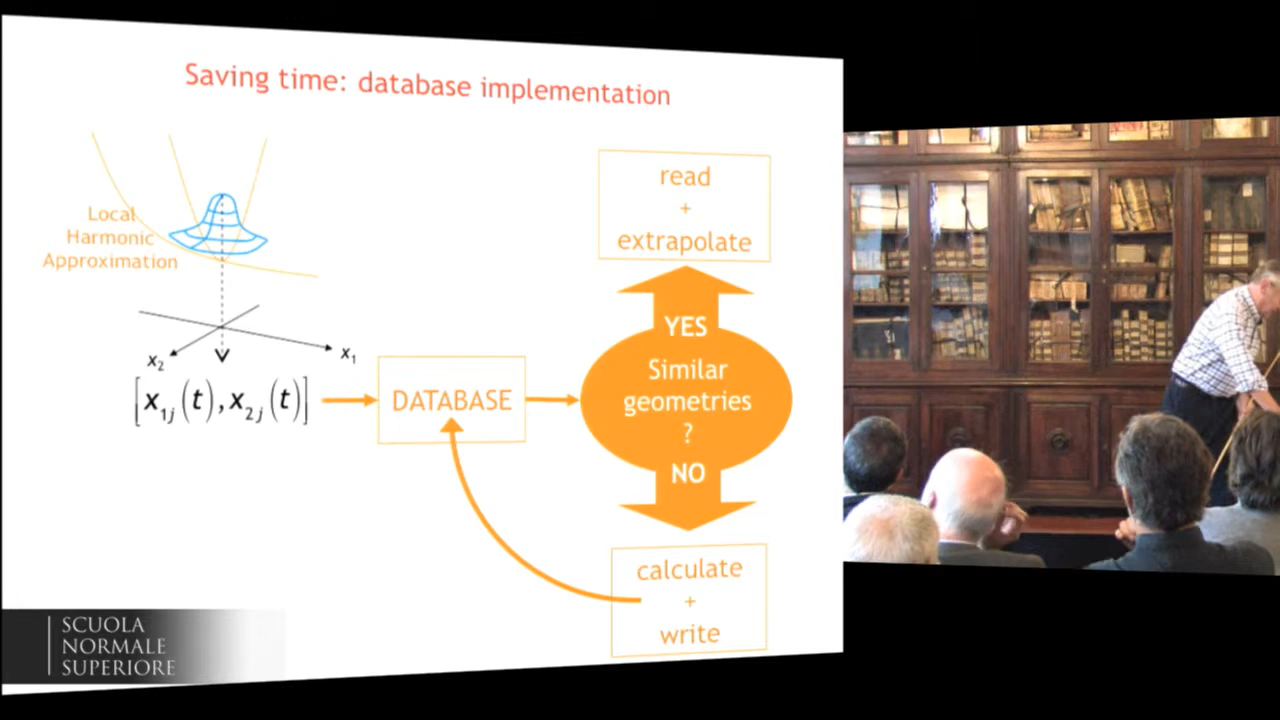 Saving time: database implementation
Local
Harmonic
Approximation
x₂
x₁
[x₁ⱼ(t), x₂ⱼ(t)]
DATABASE
read
+
extrapolate
YES
Similar
geometries
?
NO
calculate
+
write
SCUOLA
NORMALE
SUPERIORE